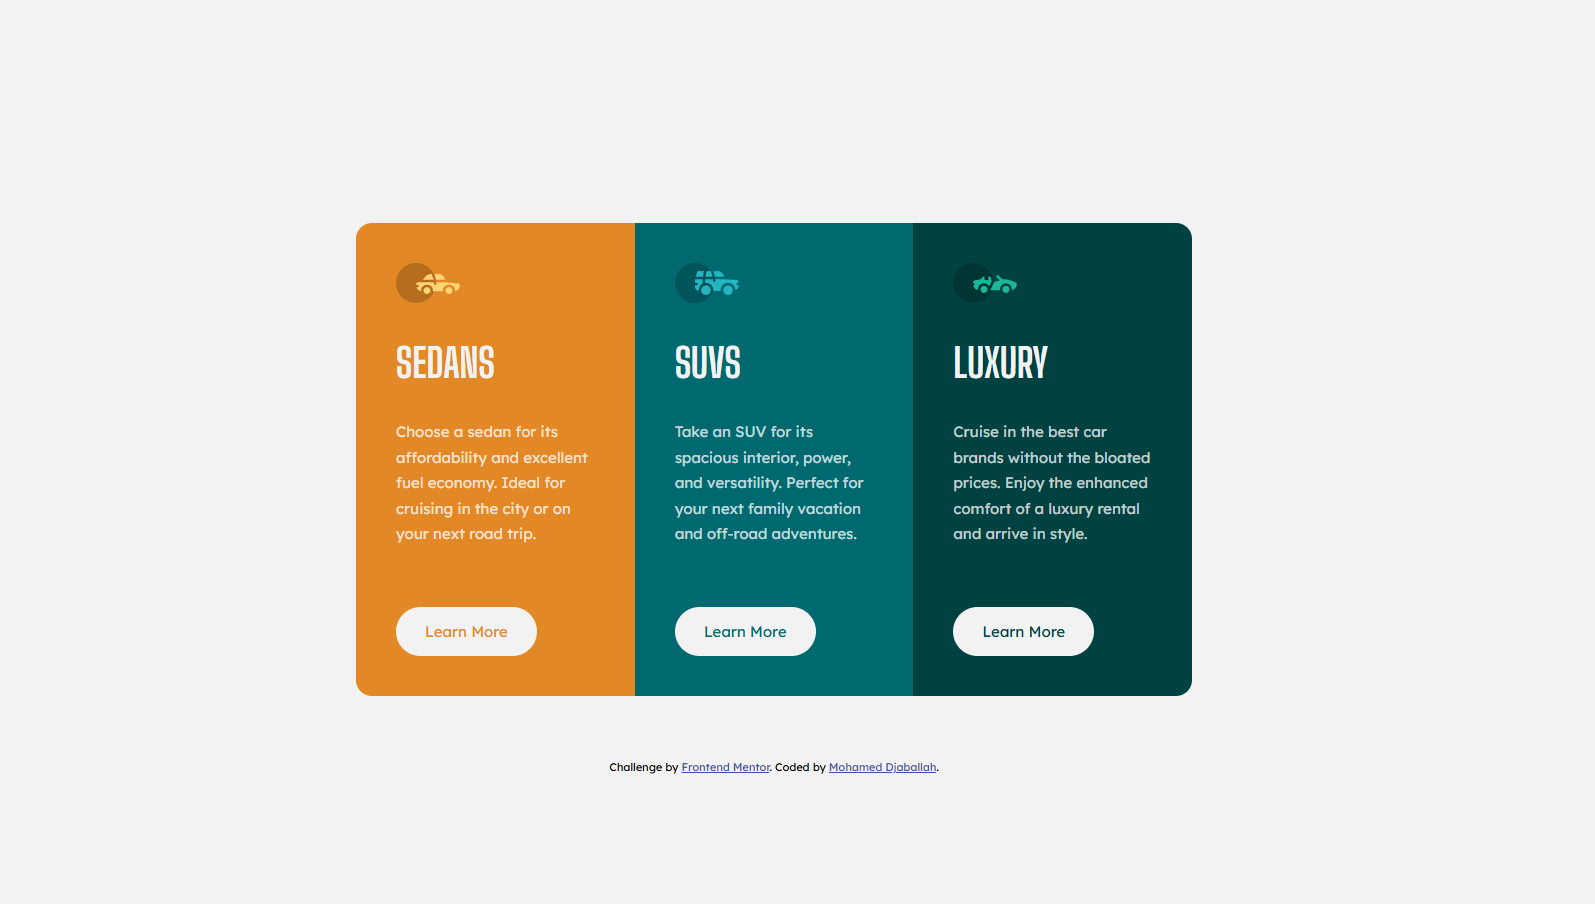 SEDANS
Choose a sedan for its
affordability and excellent
fuel economy. Ideal for
cruising in the city or on
your next road trip.
Learn More
SUVS
Take an SUV for its
spacious interior, power,
and versatility. Perfect for
your next family vacation
and off-road adventures.
Learn More
LUXURY
Cruise in the best car
brands without the bloated
prices. Enjoy the enhanced
comfort of a luxury rental
and arrive in style.
Learn More
Challenge by Frontend Mentor. Coded by Mohamed Djaballah.